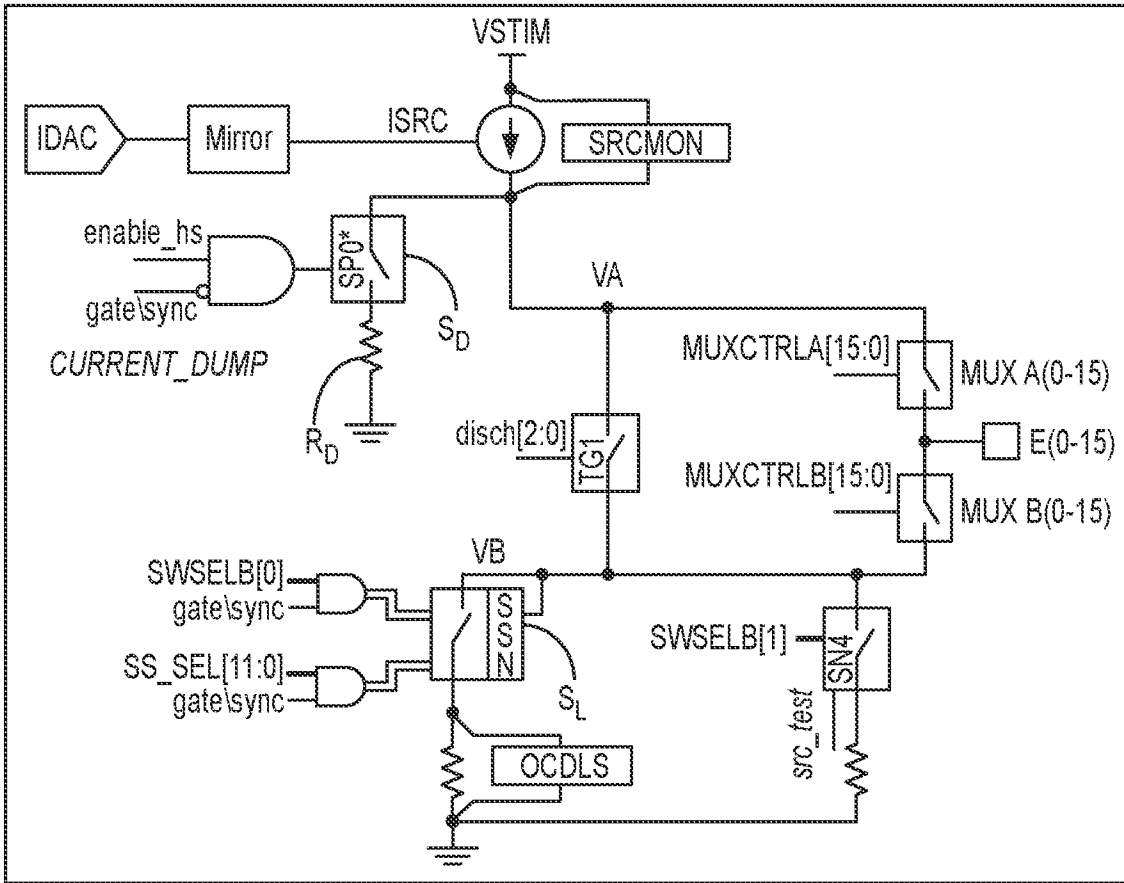 VSTIM
IDAC
Mirror
ISRC
SRCMON
enable_hs
gate\sync
SP0*
S_D
CURRENT_DUMP
R_D
VA
MUXCTRLA[15:0]
MUX A(0-15)
disch[2:0]
TG1
E(0-15)
MUXCTRLB[15:0]
MUX B(0-15)
VB
SWSELB[0]
gate\sync
SSN
SS_SEL[11:0]
gate\sync
S_L
SWSELB[1]
SN4
src_test
OCDLS